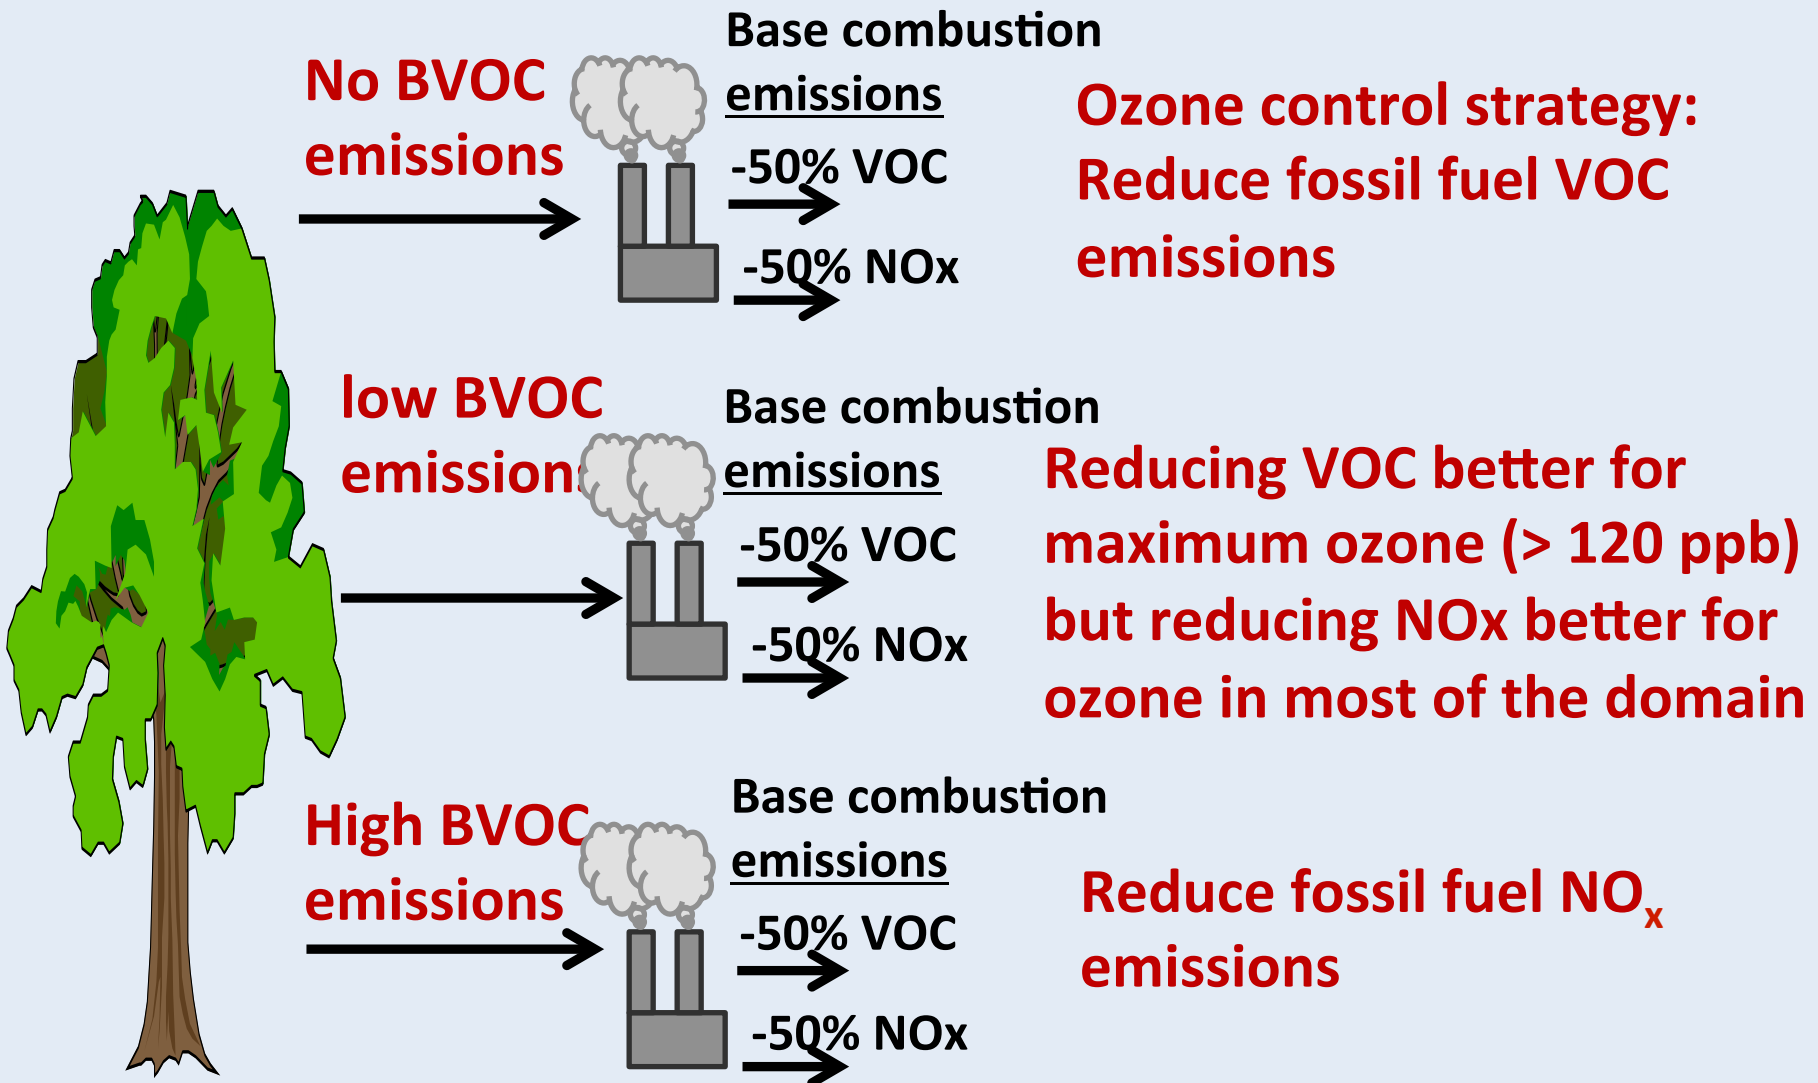 No BVOC
emissions
Base combustion
emissions
-50% VOC
-50% NOx
Ozone control strategy:
Reduce fossil fuel VOC
emissions
low BVOC
emissions
Base combustion
emissions
-50% VOC
-50% NOx
Reducing VOC better for
maximum ozone (> 120 ppb)
but reducing NOx better for
ozone in most of the domain
High BVOC
emissions
Base combustion
emissions
-50% VOC
-50% NOx
Reduce fossil fuel NOx
emissions